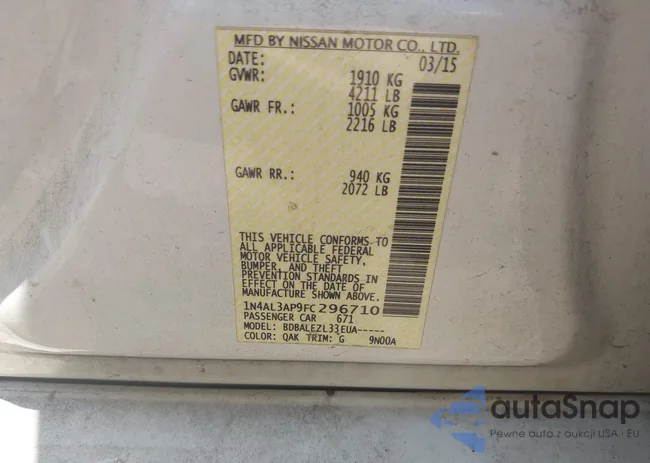 MFD BY NISSAN MOTOR CO., LTD.
DATE: 03/15
GVWR: 1910 KG
4211 LB
GAWR FR.: 1005 KG
2216 LB
GAWR RR.: 940 KG
2072 LB
THIS VEHICLE CONFORMS TO
ALL APPLICABLE FEDERAL
MOTOR VEHICLE SAFETY,
BUMPER, AND THEFT
PREVENTION STANDARDS IN
EFFECT ON THE DATE OF
MANUFACTURE SHOWN ABOVE.
1N4AL3AP9FC296710
PASSENGER CAR 671
MODEL: BDBALEZL33EUA-----
COLOR: QAK TRIM: G 9N00A
autaSnap
Pewne auto z aukcji USA i EU